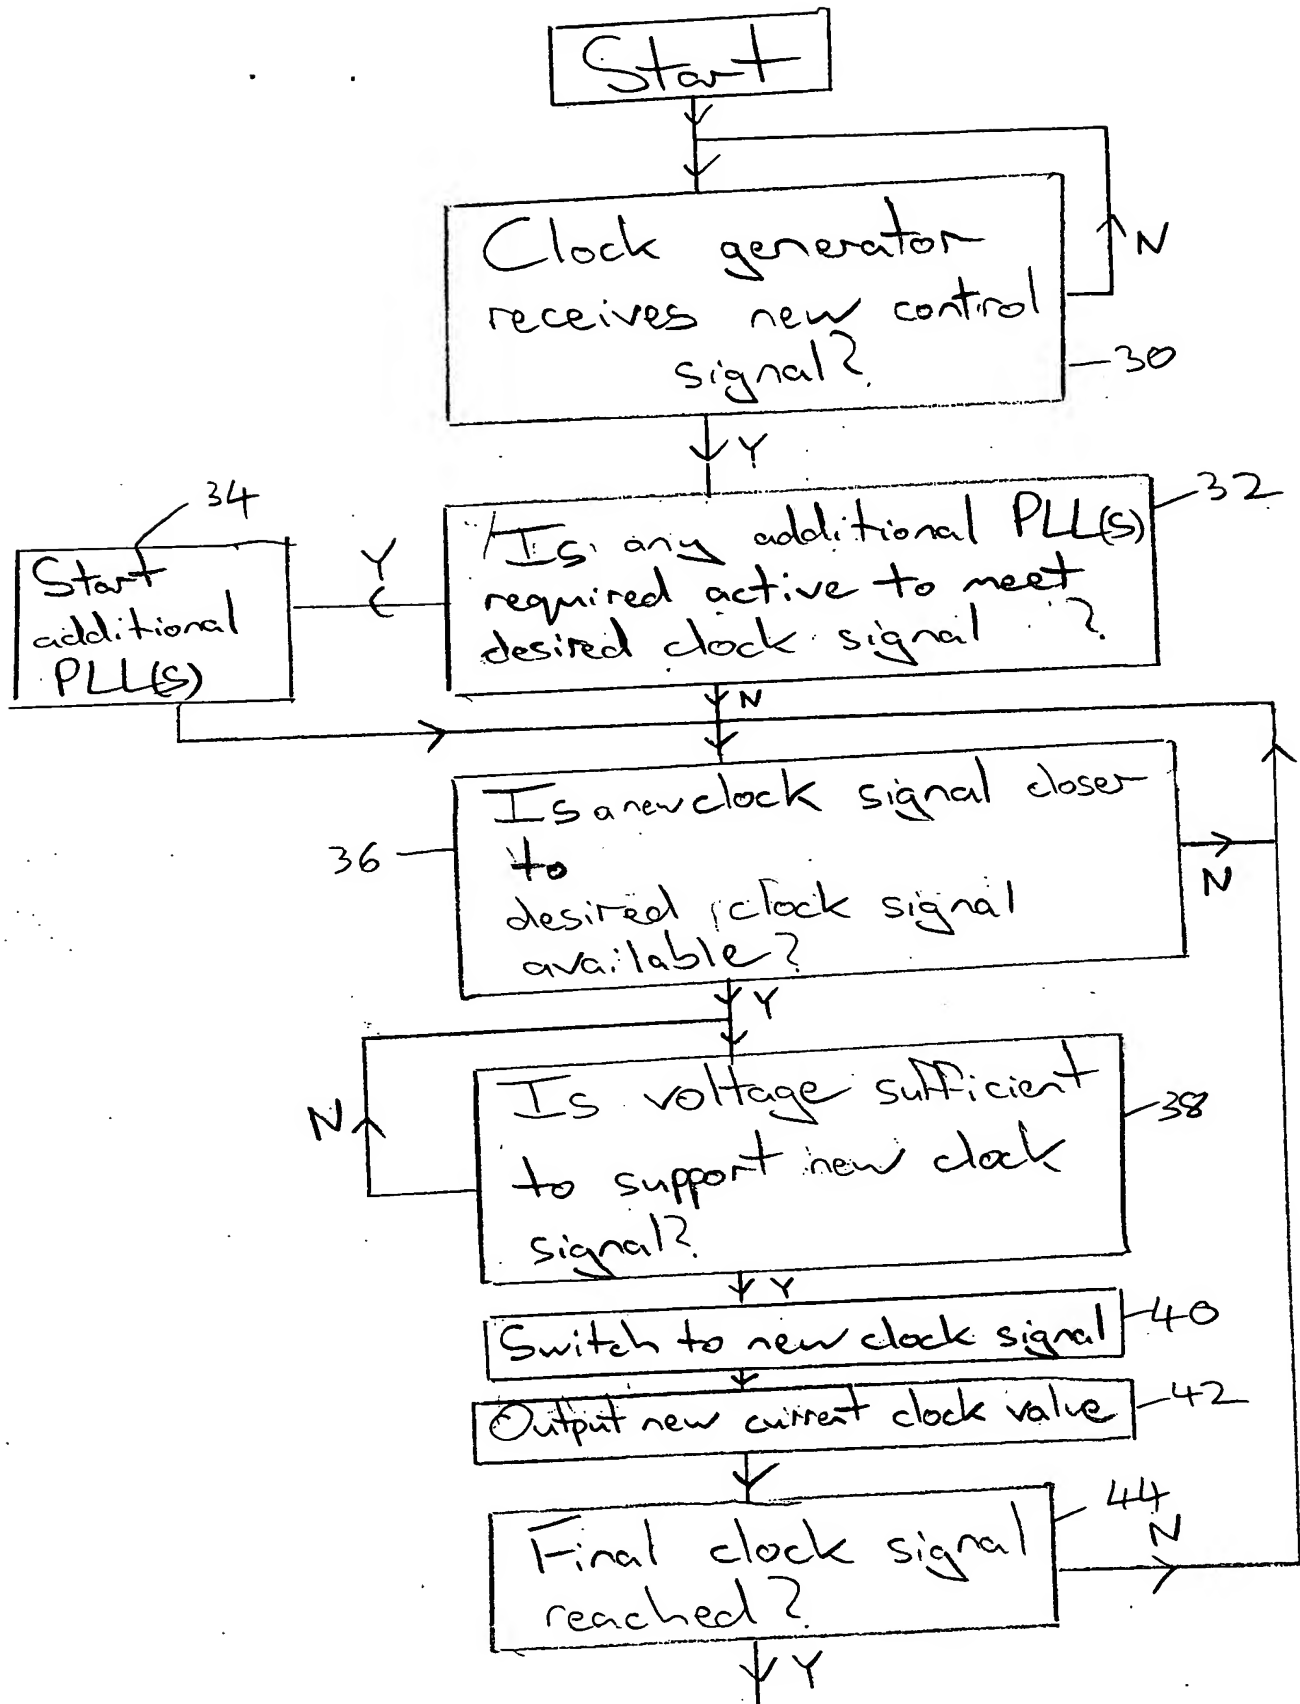 Start
Clock generator
receives new control
signal?
N
30
Y
32
Is any additional PLL(s)
required active to meet
desired clock signal ?
34
Y
Start
additional
PLL(s)
N
Is a new clock signal closer
to
desired clock signal
available?
36
N
Y
Is voltage sufficient
to support new clock
signal?
38
N
Y
Switch to new clock signal
40
Output new current clock value
42
Final clock signal
reached?
44
N
Y